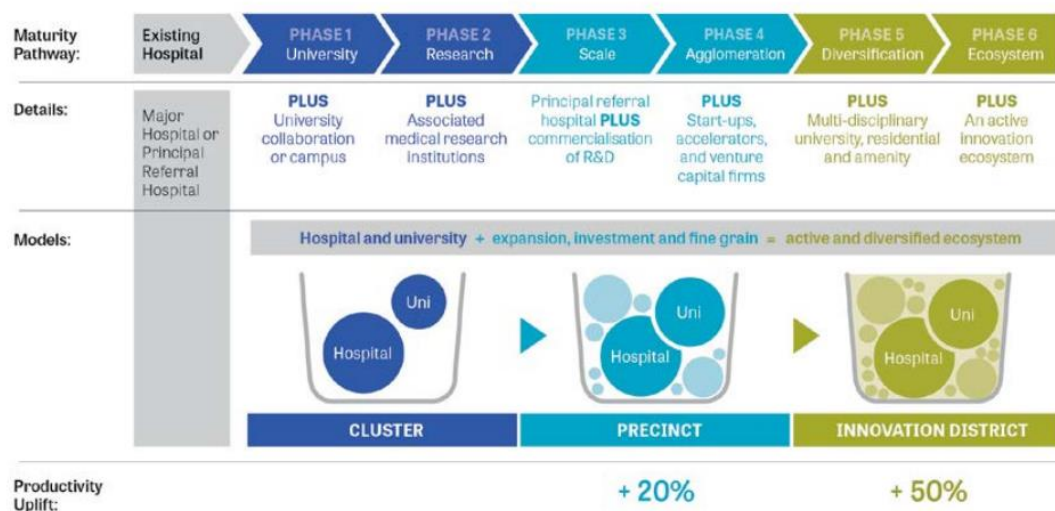 Maturity
Pathway:
Existing
Hospital
PHASE 1
University
PHASE 2
Research
PHASE 3
Scale
PHASE 4
Agglomeration
PHASE 5
Diversification
PHASE 6
Ecosystem
Details:
Major
Hospital or
Principal
Referral
Hospital
PLUS
University
collaboration
or campus
PLUS
Associated
medical research
institutions
Principal referral
hospital PLUS
commercialisation
of R&D
PLUS
Start-ups,
accelerators,
and venture
capital firms
PLUS
Multi-disciplinary
university, residential
and amenity
PLUS
An active
innovation
ecosystem
Models:
Hospital and university + expansion, investment and fine grain = active and diversified ecosystem
Uni
Hospital
Uni
Hospital
Uni
Hospital
CLUSTER
PRECINCT
INNOVATION DISTRICT
Productivity
Uplift:
+ 20%
+ 50%